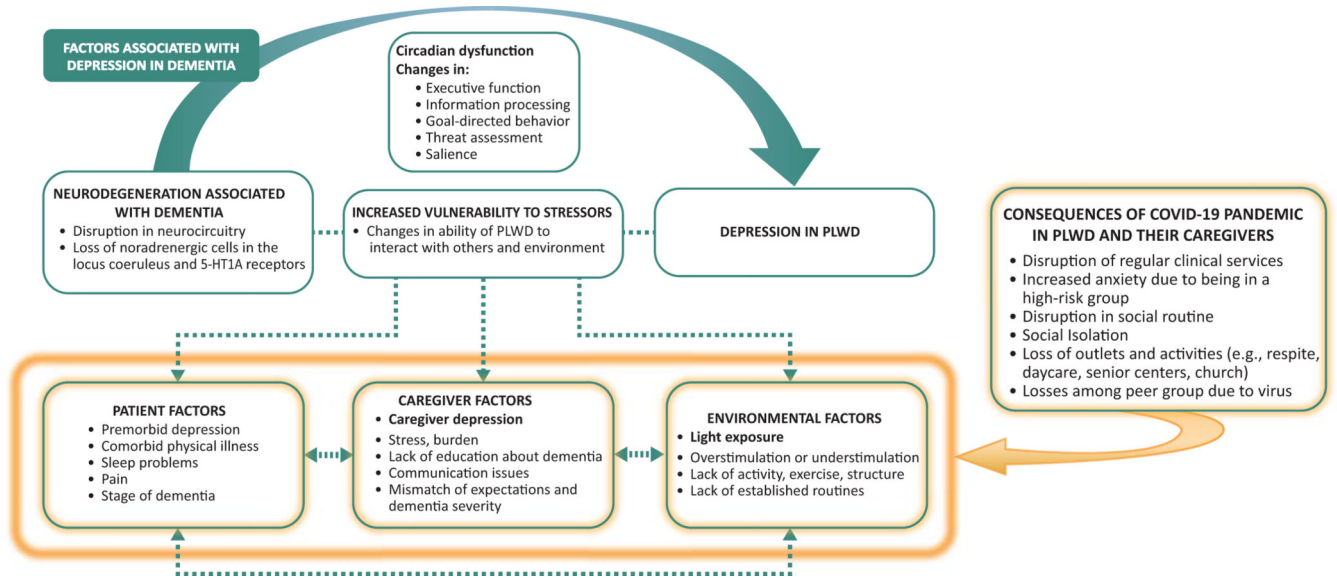 FACTORS ASSOCIATED WITH
DEPRESSION IN DEMENTIA
Circadian dysfunction
Changes in:
• Executive function
• Information processing
• Goal-directed behavior
• Threat assessment
• Salience
NEURODEGENERATION ASSOCIATED
WITH DEMENTIA
• Disruption in neurocircuitry
• Loss of noradrenergic cells in the
locus coeruleus and 5-HT1A receptors
INCREASED VULNERABILITY TO STRESSORS
• Changes in ability of PLWD to
interact with others and environment
DEPRESSION IN PLWD
CONSEQUENCES OF COVID-19 PANDEMIC
IN PLWD AND THEIR CAREGIVERS
• Disruption of regular clinical services
• Increased anxiety due to being in a
high-risk group
• Disruption in social routine
• Social Isolation
• Loss of outlets and activities (e.g., respite,
daycare, senior centers, church)
• Losses among peer group due to virus
PATIENT FACTORS
• Premorbid depression
• Comorbid physical illness
• Sleep problems
• Pain
• Stage of dementia
CAREGIVER FACTORS
• Caregiver depression
• Stress, burden
• Lack of education about dementia
• Communication issues
• Mismatch of expectations and
dementia severity
ENVIRONMENTAL FACTORS
• Light exposure
• Overstimulation or understimulation
• Lack of activity, exercise, structure
• Lack of established routines